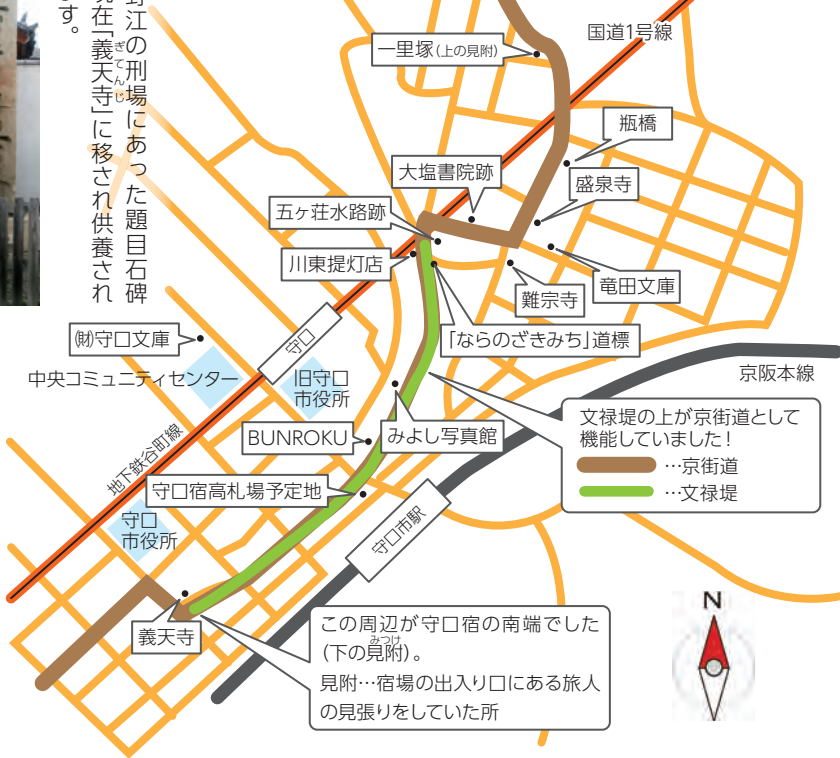 野江の刑場にあった題目石碑
現在「義天寺」に移され供養され
ます。
ぎてんじ
国道1号線
一里塚(上の見附)
瓶橋
大塩書院跡
盛泉寺
五ヶ荘水路跡
川東提灯店
竜田文庫
難宗寺
「ならのざきみち」道標
㈶守口文庫
守口
中央コミュニティセンター
旧守口
市役所
京阪本線
文禄堤の上が京街道として
機能していました!
…京街道
…文禄堤
BUNROKU
みよし写真館
地下鉄谷町線
守口宿高札場予定地
守口市駅
守口
市役所
義天寺
この周辺が守口宿の南端でした
(下の見附)。
みつけ
見附…宿場の出入り口にある旅人
の見張りをしていた所
N